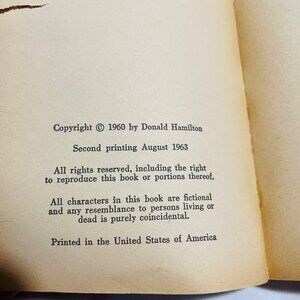 Copyright © 1960 by Donald Hamilton
Second printing August 1963
All rights reserved, including the right
to reproduce this book or portions thereof.
All characters in this book are fictional
and any resemblance to persons living or
dead is purely coincidental.
Printed in the United States of America